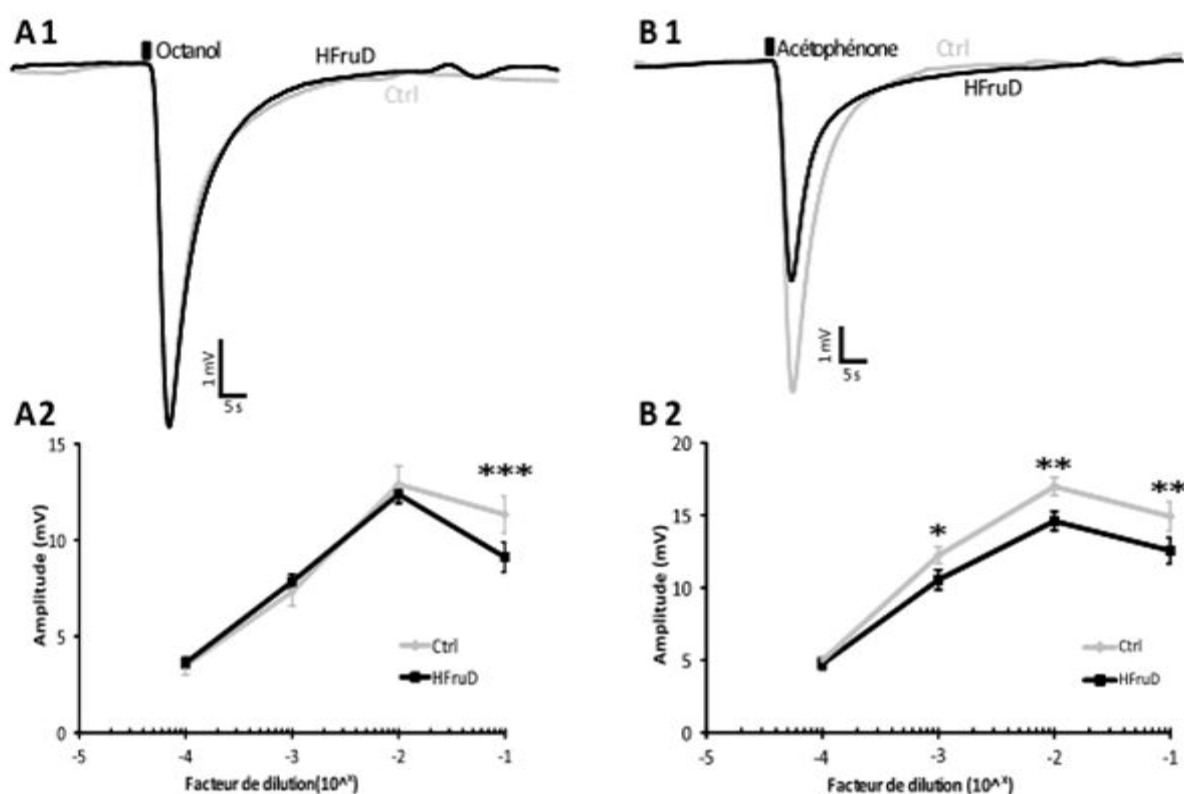 A1
Octanol
HFruD
Ctrl
1 mV
5 s
B1
Acétophénone
Ctrl
HFruD
1 mV
5 s
A2
Amplitude (mV)
15
10
5
0
***
Ctrl
HFruD
-5 -4 -3 -2 -1
Facteur de dilution(10^x)
B2
Amplitude (mV)
20
15
10
5
0
*
**
**
Ctrl
HFruD
-5 -4 -3 -2 -1
Facteur de dilution (10^x)